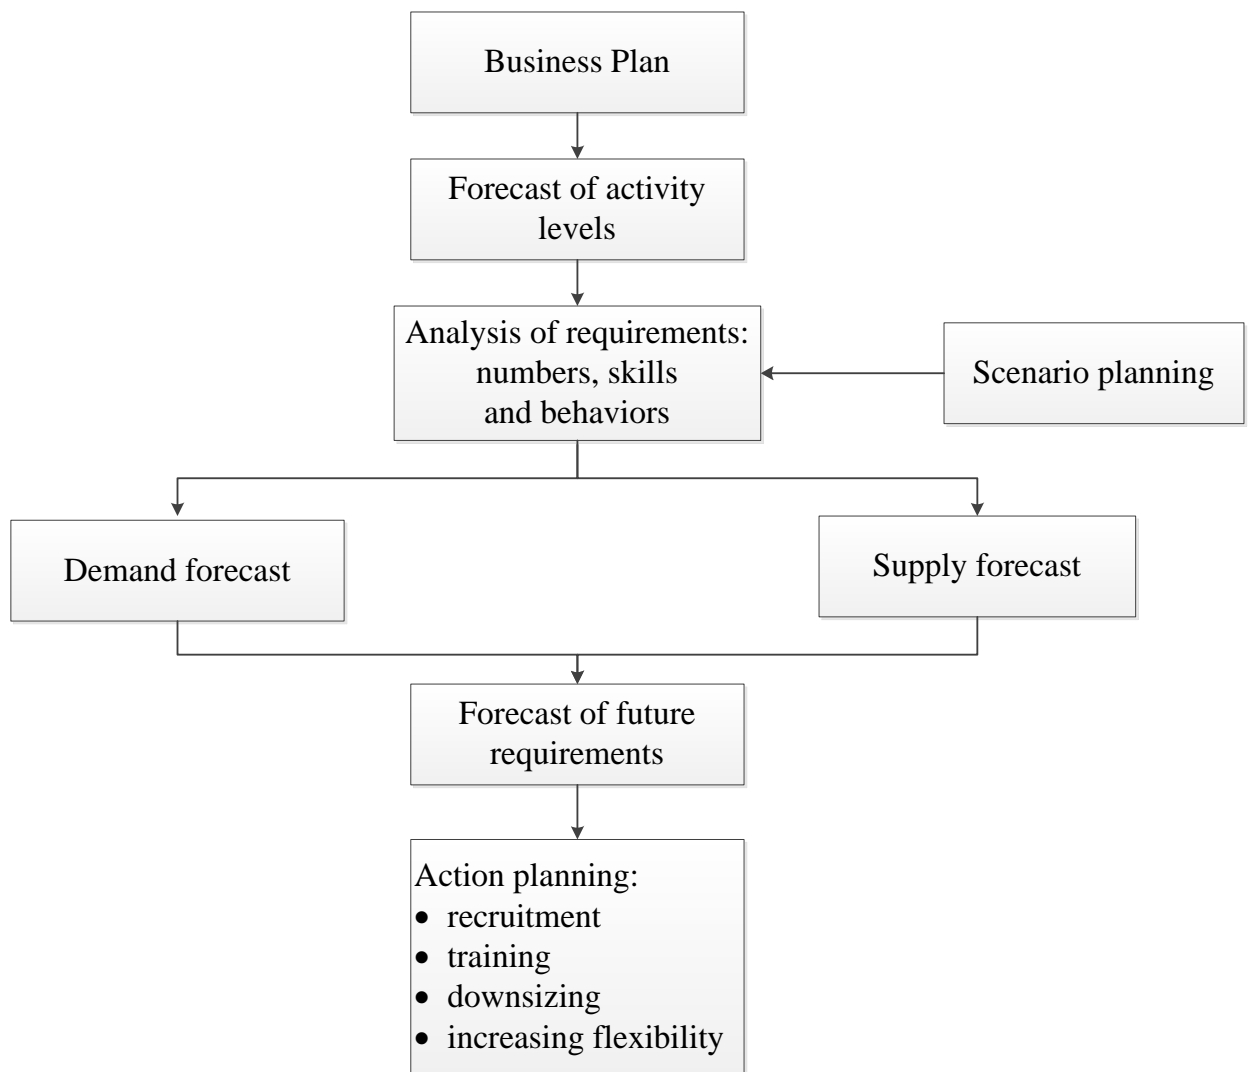 Business Plan
Forecast of activity
levels
Analysis of requirements:
numbers, skills
and behaviors
Scenario planning
Demand forecast
Supply forecast
Forecast of future
requirements
Action planning:
• recruitment
• training
• downsizing
• increasing flexibility